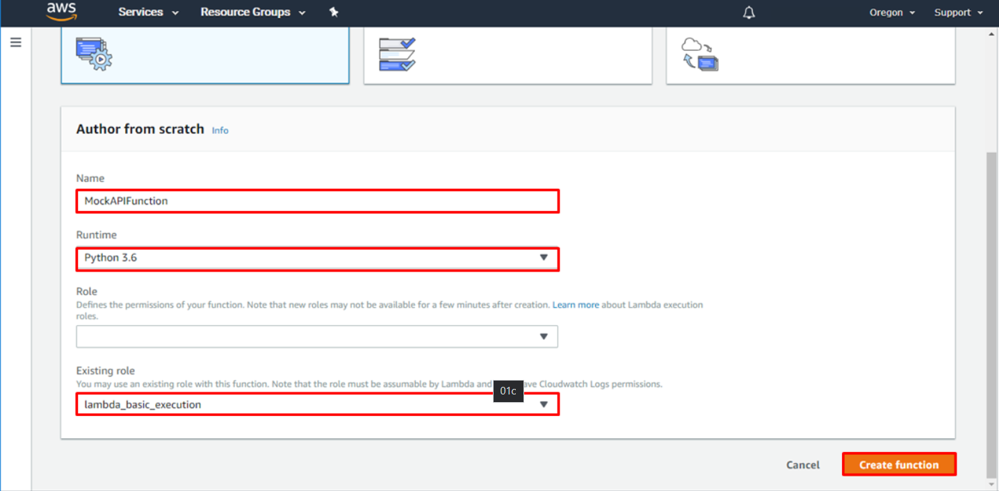 aws Services Resource Groups Oregon Support
Author from scratch Info
Name
MockAPIFunction
Runtime
Python 3.6
Role
Defines the permissions of your function. Note that new roles may not be available for a few minutes after creation. Learn more about Lambda execution
roles.
Existing role
You may use an existing role with this function. Note that the role must be assumable by Lambda and ave Cloudwatch Logs permissions.
01c
lambda_basic_execution
Cancel Create function